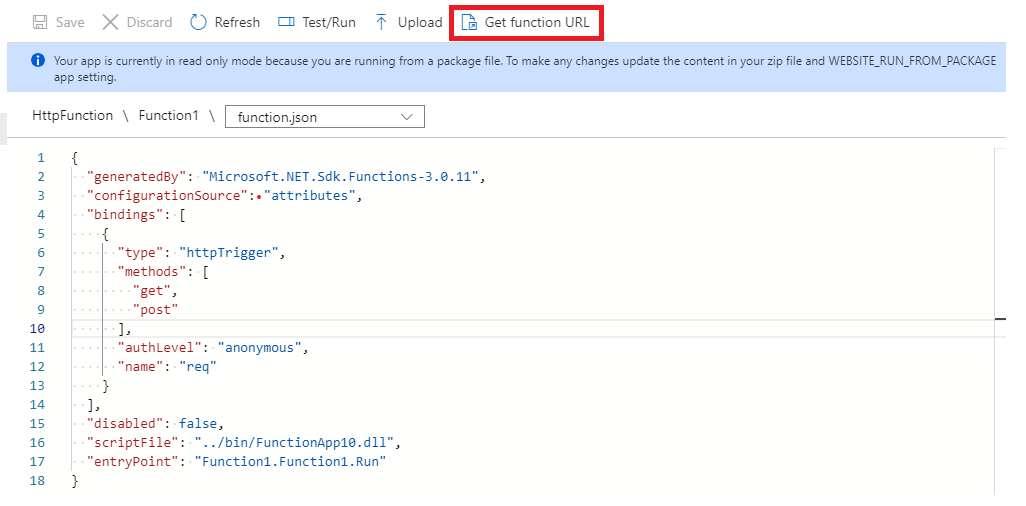 Save Discard Refresh Test/Run Upload Get function URL
Your app is currently in read only mode because you are running from a package file. To make any changes update the content in your zip file and WEBSITE_RUN_FROM_PACKAGE
app setting.
HttpFunction \ Function1 \ function.json
1 {
2 "generatedBy": "Microsoft.NET.Sdk.Functions-3.0.11",
3 "configurationSource": "attributes",
4 "bindings": [
5 {
6 "type": "httpTrigger",
7 "methods": [
8 "get",
9 "post"
10 ],
11 "authLevel": "anonymous",
12 "name": "req"
13 }
14 ],
15 "disabled": false,
16 "scriptFile": "../bin/FunctionApp10.dll",
17 "entryPoint": "Function1.Function1.Run"
18 }